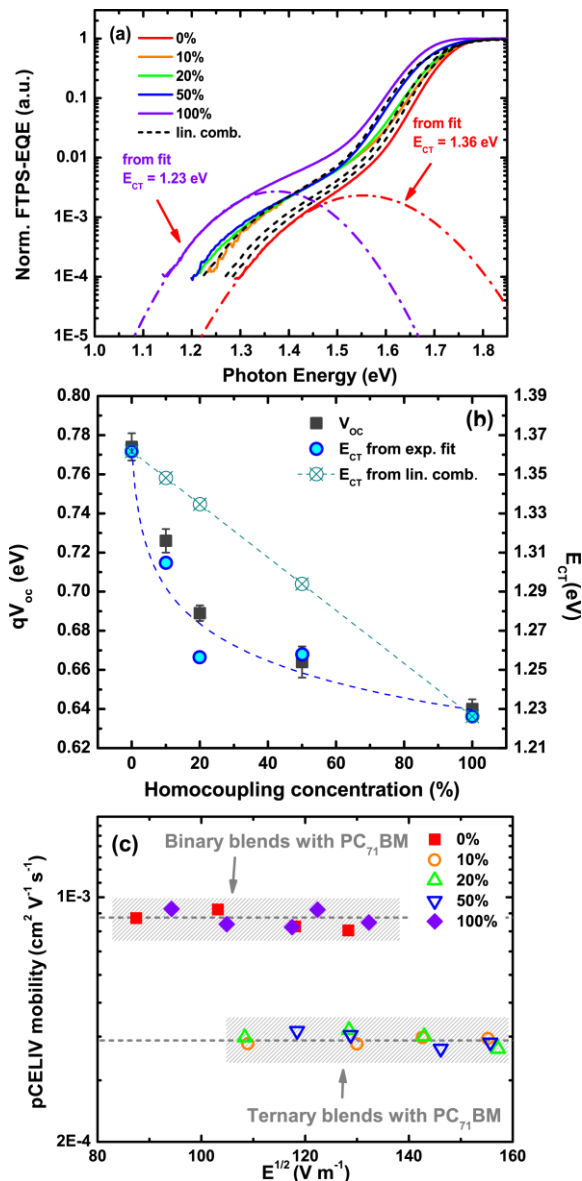 (a)
0%
10%
20%
50%
100%
lin. comb.
from fit
E_CT = 1.23 eV
from fit
E_CT = 1.36 eV
Norm. FTPS-EQE (a.u.)
1
0.1
0.01
1E-3
1E-4
1E-5
1.0 1.1 1.2 1.3 1.4 1.5 1.6 1.7 1.8
Photon Energy (eV)
(b)
V_OC
E_CT from exp. fit
E_CT from lin. comb.
qV_oc (eV)
0.80
0.78
0.76
0.74
0.72
0.70
0.68
0.66
0.64
0.62
E_CT(eV)
1.39
1.37
1.35
1.33
1.31
1.29
1.27
1.25
1.23
1.21
0 20 40 60 80 100
Homocoupling concentration (%)
(c)
Binary blends with PC71BM
0%
10%
20%
50%
100%
Ternary blends with PC71BM
pCELIV mobility (cm² V⁻¹ s⁻¹)
1E-3
2E-4
80 100 120 140 160
E^1/2 (V m⁻¹)